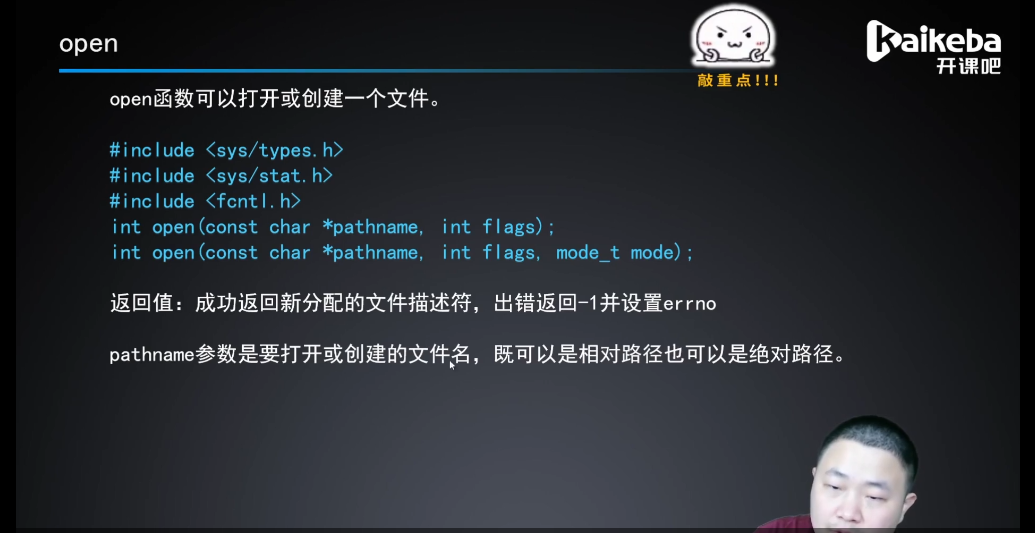 open
敲重点!!!
kaikeba
开课吧
open函数可以打开或创建一个文件。
#include <sys/types.h>
#include <sys/stat.h>
#include <fcntl.h>
int open(const char *pathname, int flags);
int open(const char *pathname, int flags, mode_t mode);
返回值：成功返回新分配的文件描述符，出错返回-1并设置errno
pathname参数是要打开或创建的文件名，既可以是相对路径也可以是绝对路径。